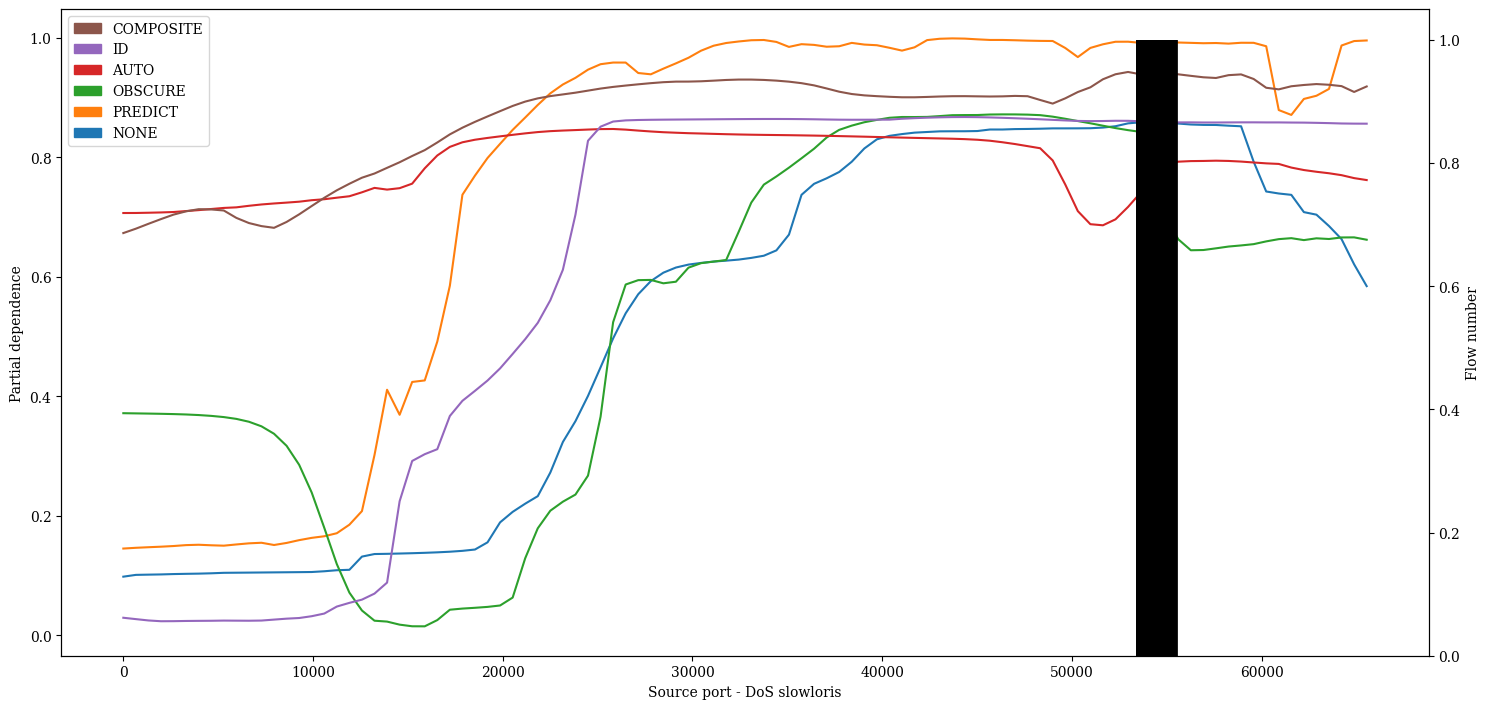 COMPOSITE
ID
AUTO
OBSCURE
PREDICT
NONE
Partial dependence
1.0
0.8
0.6
0.4
0.2
0.0
0 10000 20000 30000 40000 50000 60000
Source port - DoS slowloris
1.0
0.8
0.6
0.4
0.2
0.0
Flow number